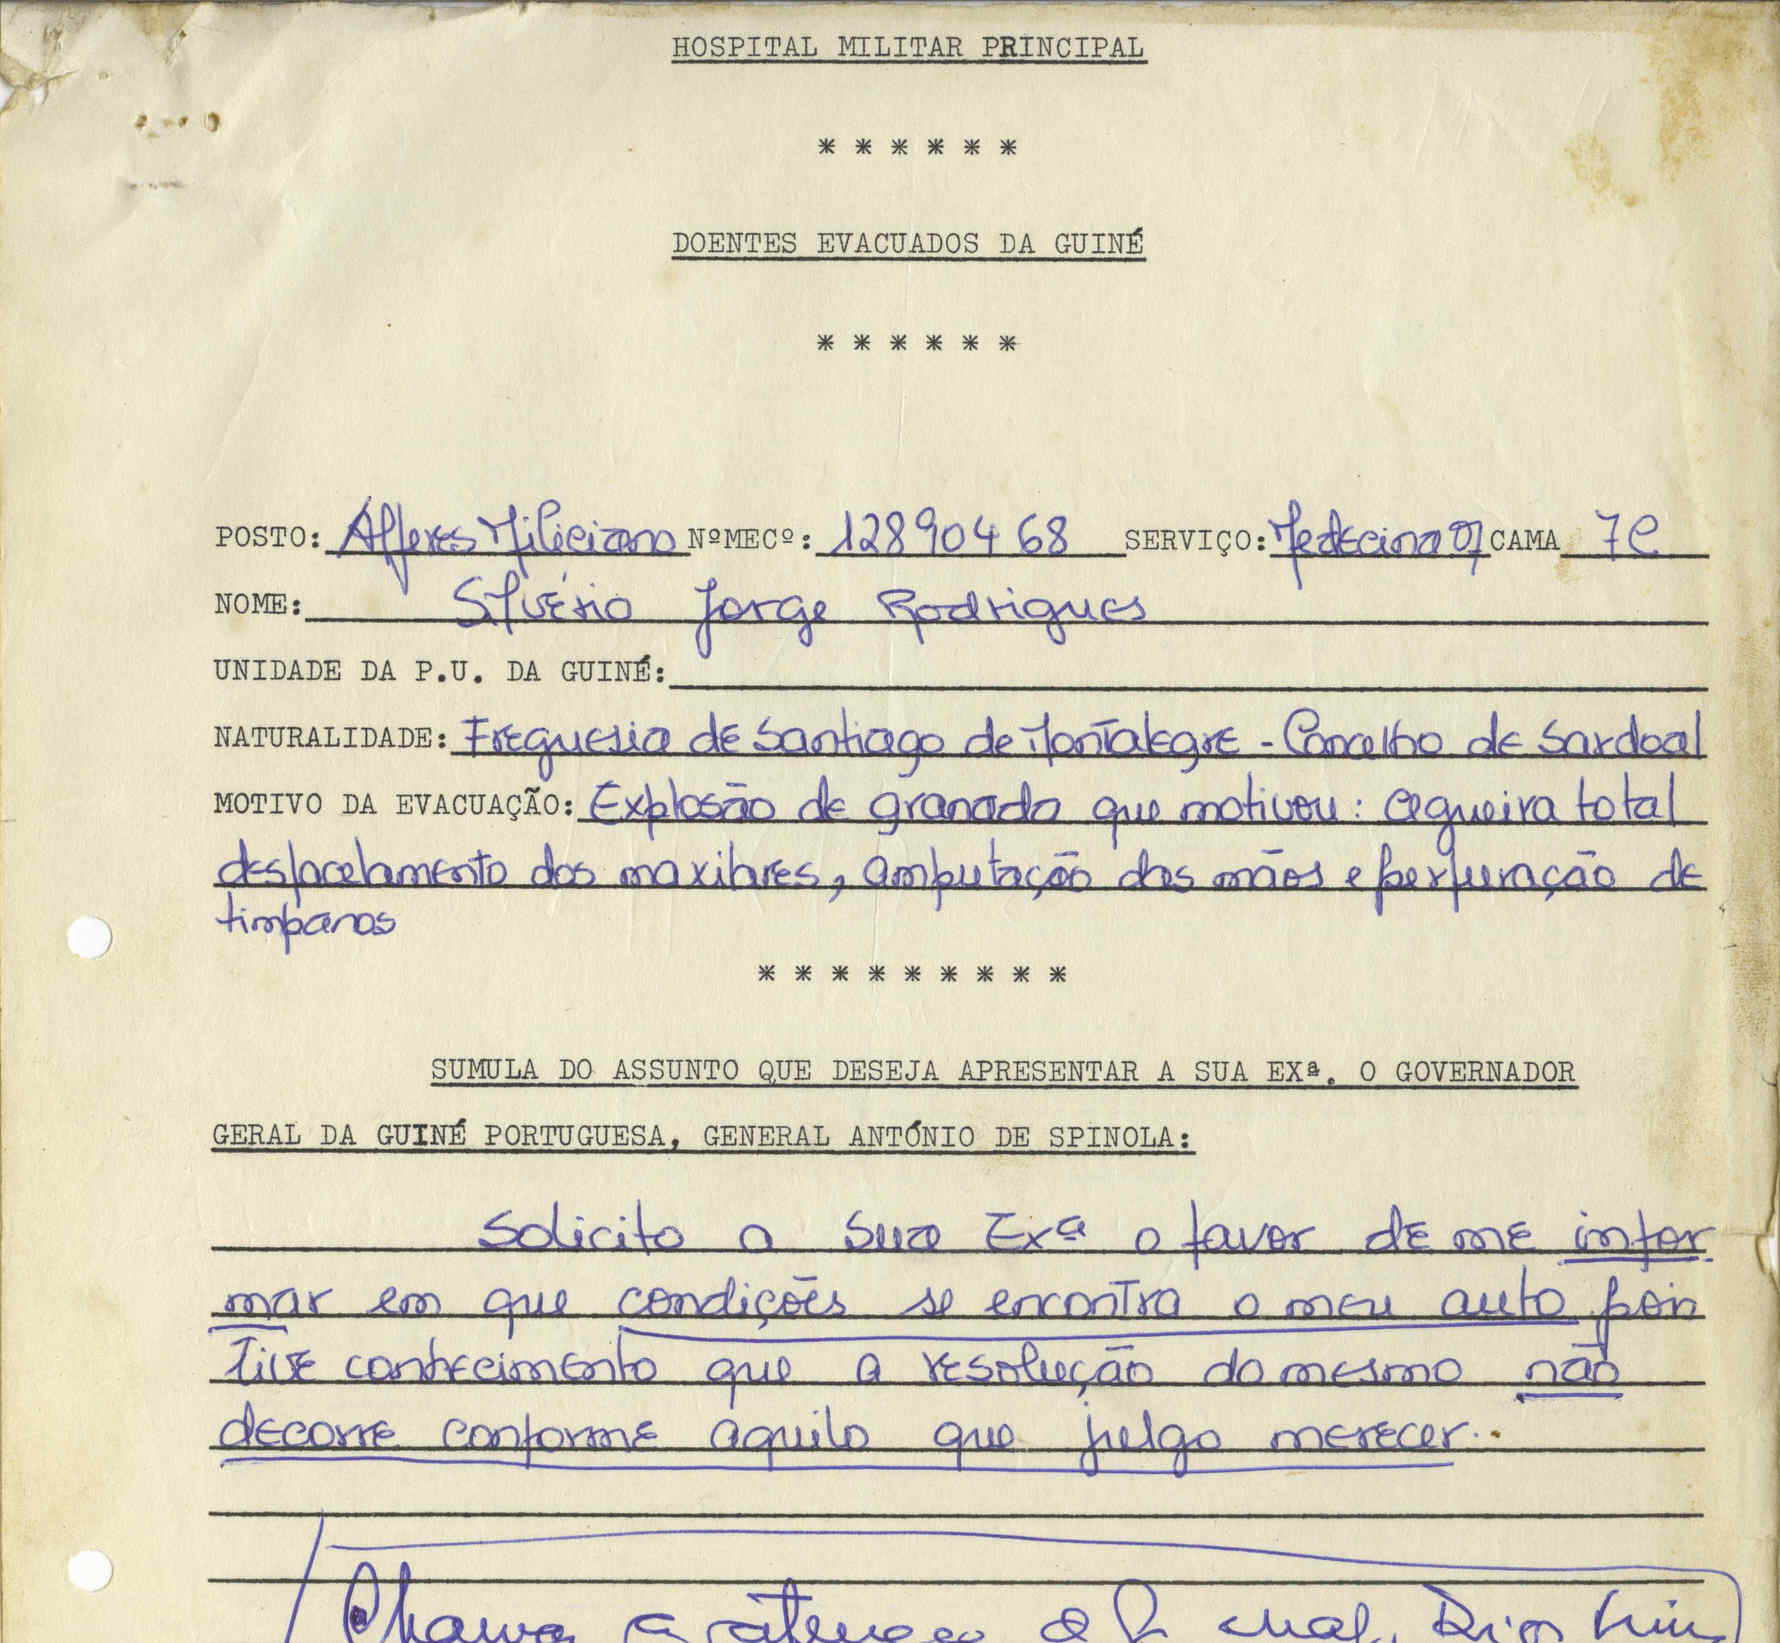 HOSPITAL MILITAR PRINCIPAL
* * * * * *
DOENTES EVACUADOS DA GUINÉ
* * * * * *
POSTO: Alferes Miliciano NºMECº: 12890468 SERVIÇO: Medecina CAMA 7C
NOME: Silvério Jorge Rodrigues
UNIDADE DA P.U. DA GUINÉ:
NATURALIDADE: Freguesia de Santiago de Montalegre - Concelho de Sardoal
MOTIVO DA EVACUAÇÃO: Explosão de granada que motivou: cegueira total
desfacelamento dos maxilares, amputação das mãos e perfuração de
timpanos
* * * * * * * * *
SUMULA DO ASSUNTO QUE DESEJA APRESENTAR A SUA EXª. O GOVERNADOR
GERAL DA GUINÉ PORTUGUESA, GENERAL ANTÓNIO DE SPINOLA:
Solicito a Sua Exª o favor de me infor
mar em que condições se encontra o meu auto pois
tive conhecimento que a resolução do mesmo não
decorre conforme aquilo que julgo merecer..